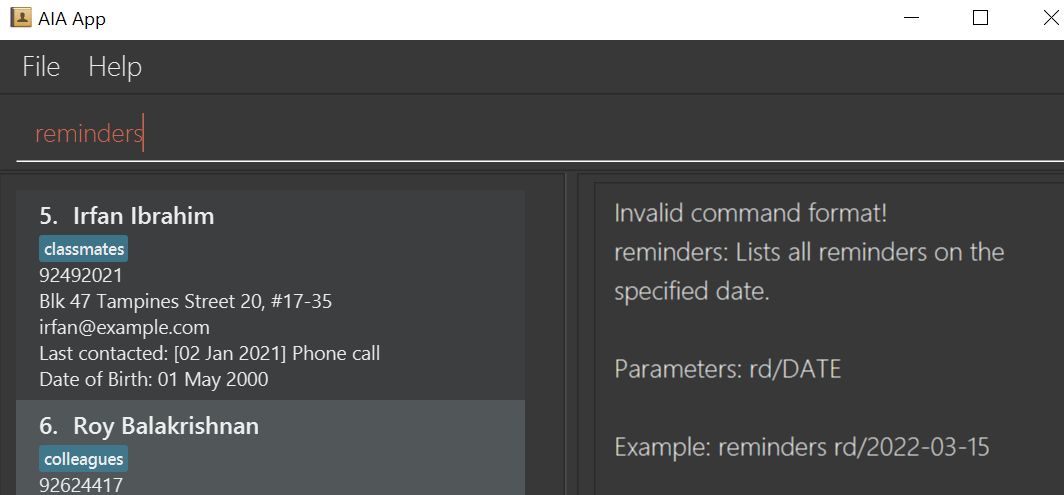 AIA App
File Help
reminders
5. Irfan Ibrahim
classmates
92492021
Blk 47 Tampines Street 20, #17-35
irfan@example.com
Last contacted: [02 Jan 2021] Phone call
Date of Birth: 01 May 2000
6. Roy Balakrishnan
colleagues
92624417
Invalid command format!
reminders: Lists all reminders on the
specified date.
Parameters: rd/DATE
Example: reminders rd/2022-03-15